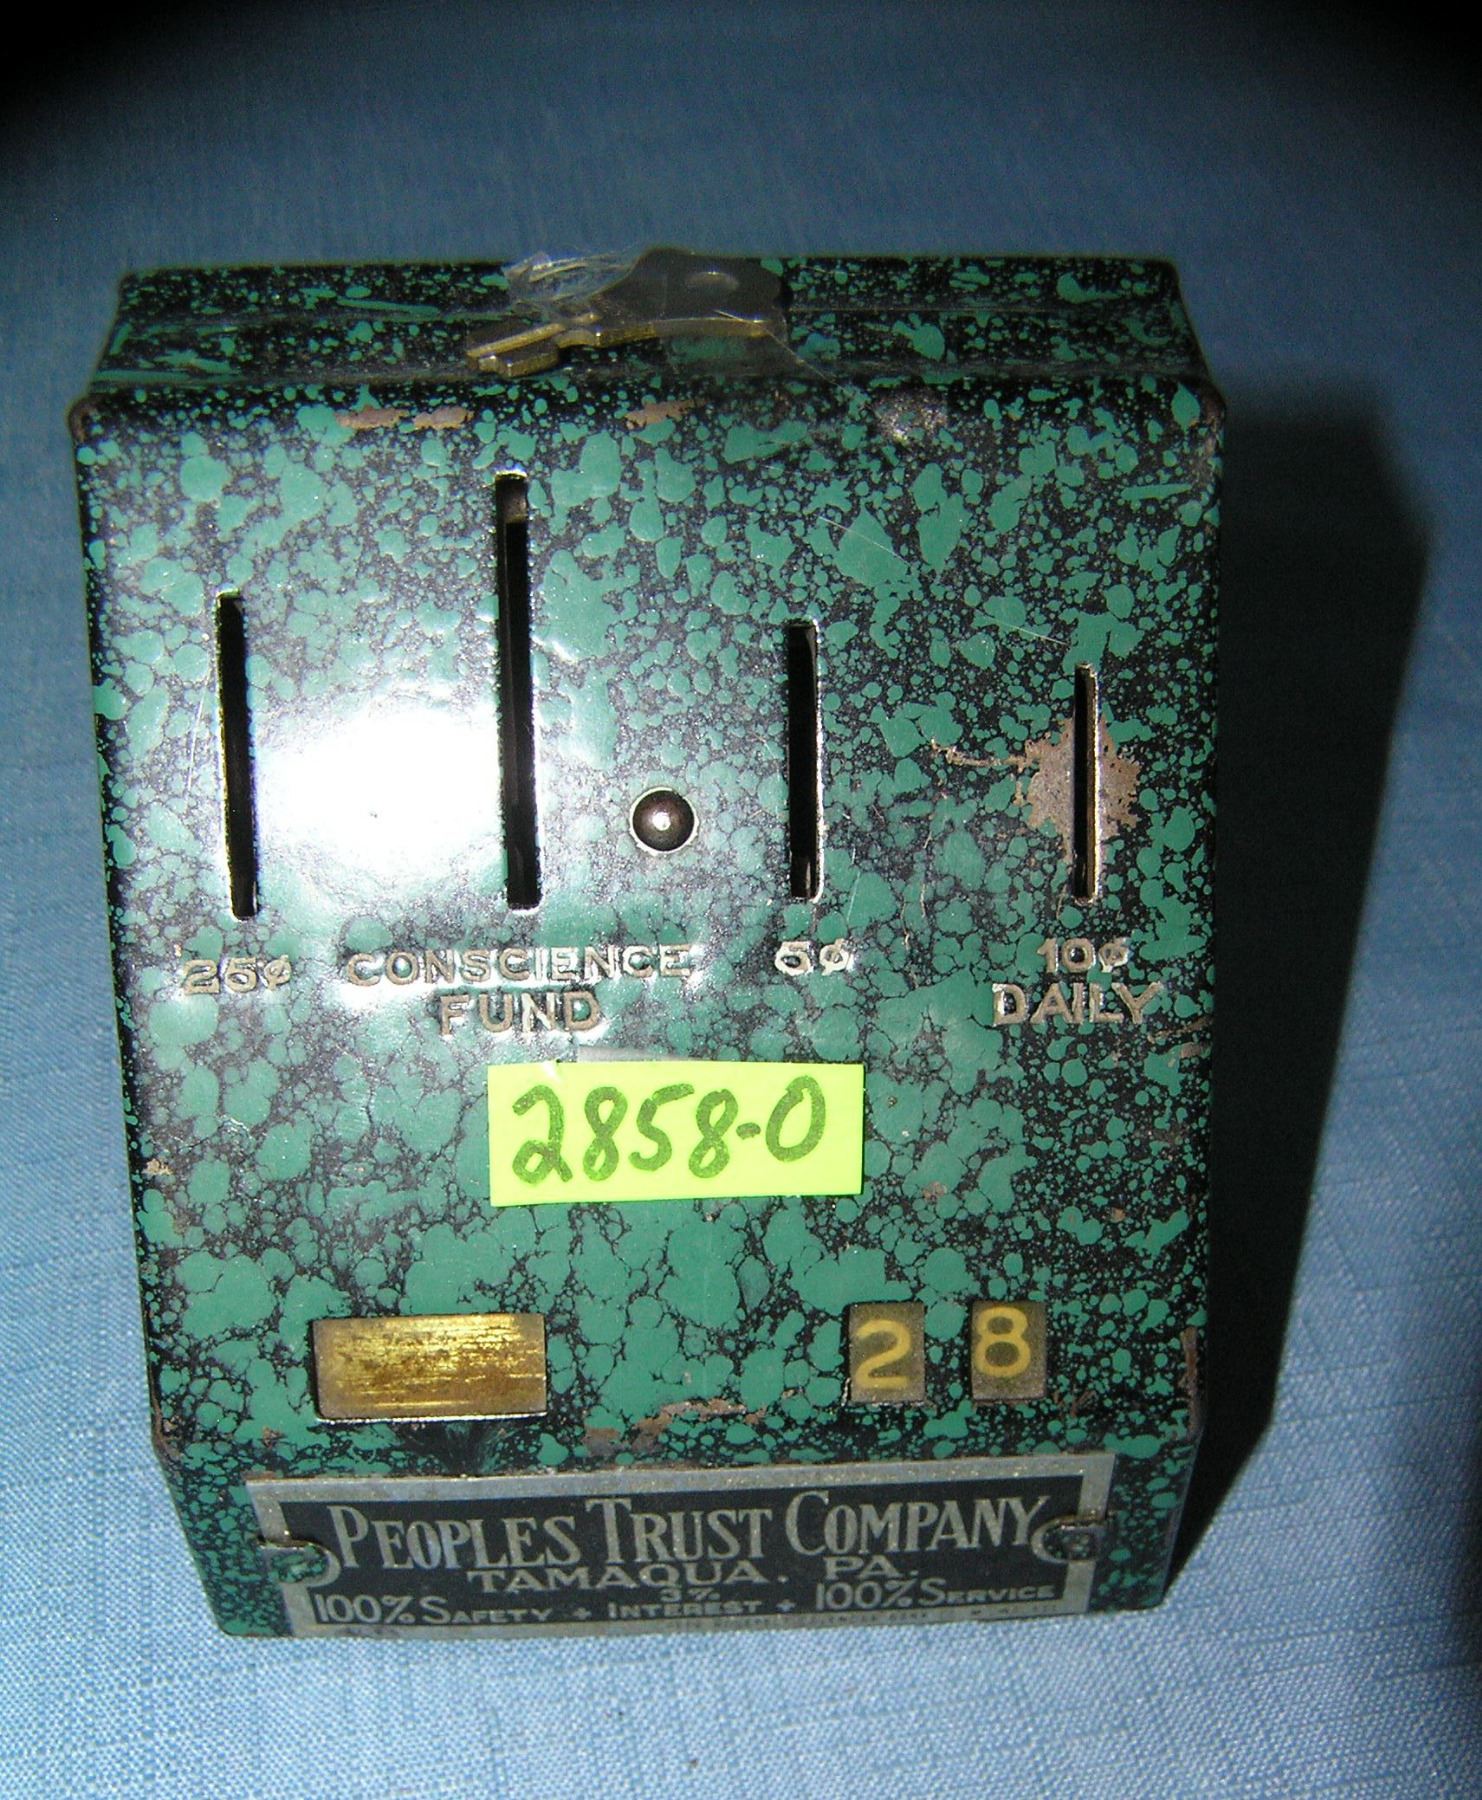 25¢ CONSCIENCE FUND 5¢ 10¢ DAILY
2858-0
2 8
PEOPLES TRUST COMPANY
TAMAQUA, PA.
100% SAFETY + 3% INTEREST + 100% SERVICE